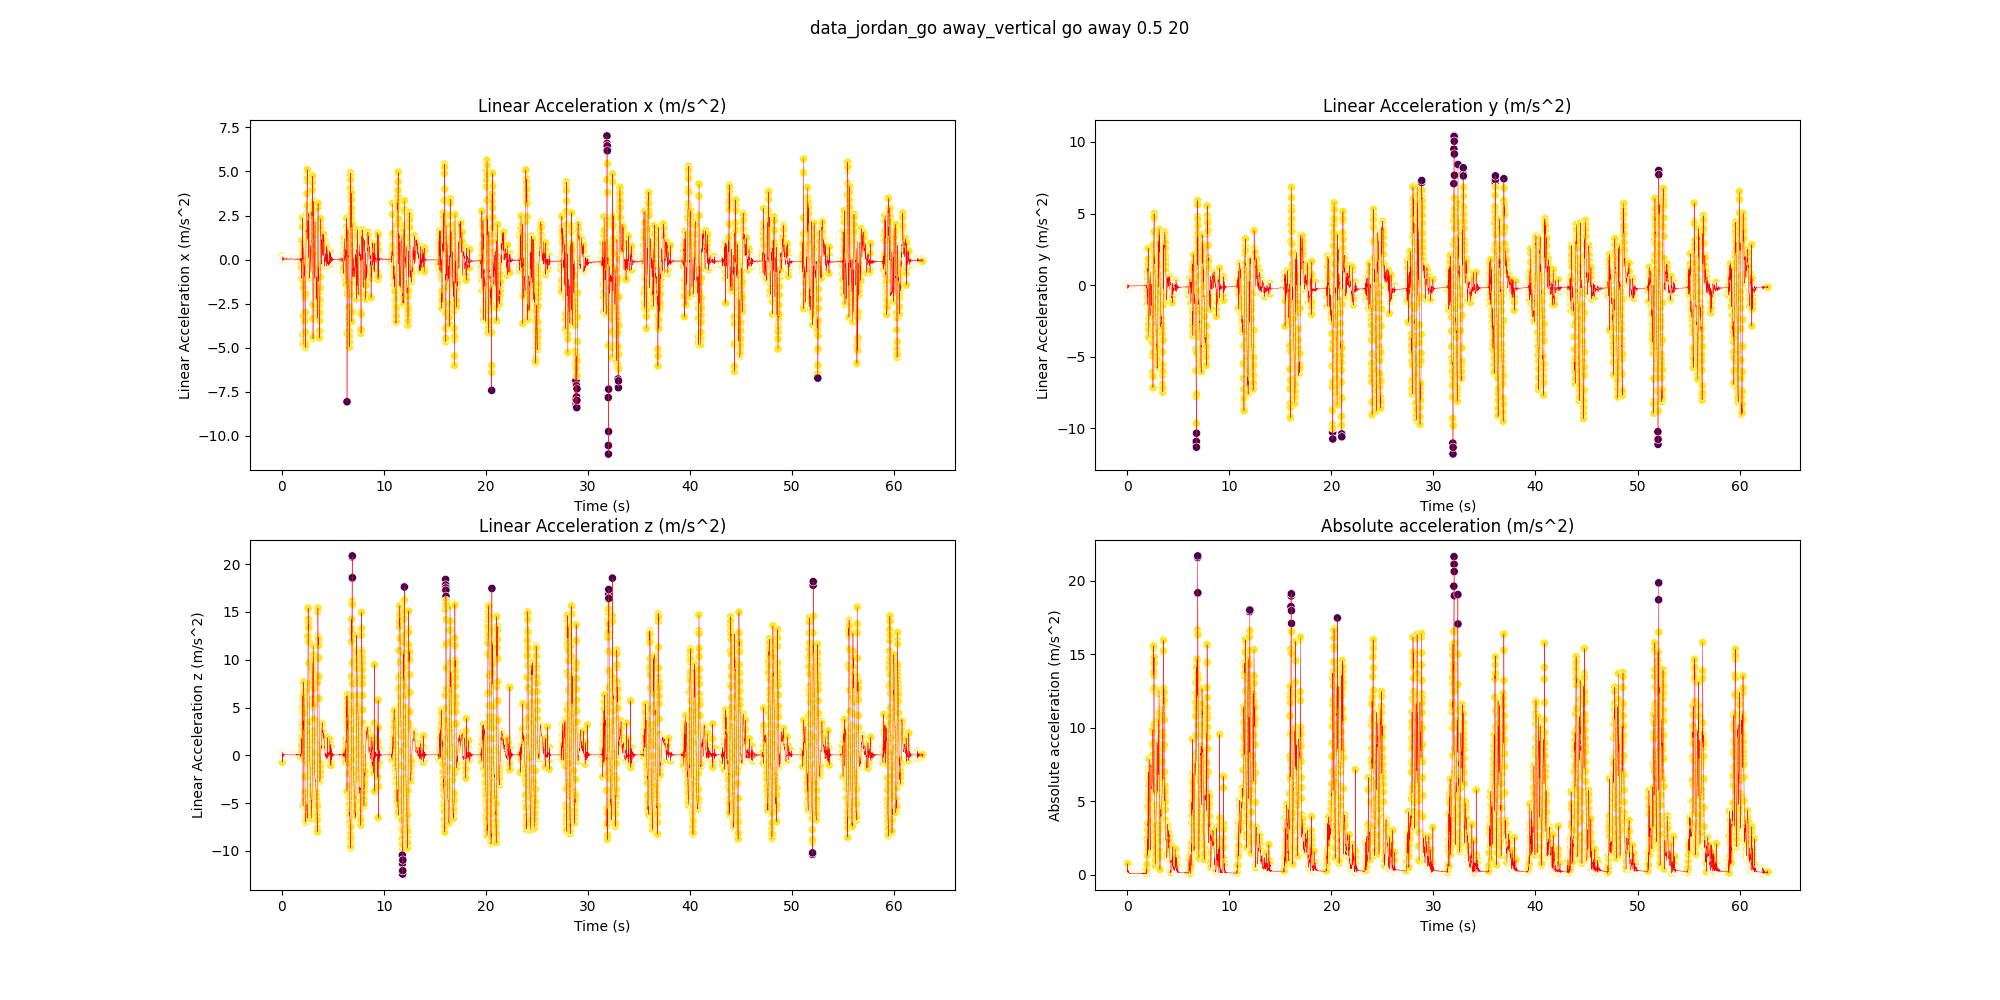 data_jordan_go away_vertical go away 0.5 20
Linear Acceleration x (m/s^2)
Linear Acceleration x (m/s^2)
7.5
5.0
2.5
0.0
−2.5
−5.0
−7.5
−10.0
0 10 20 30 40 50 60
Time (s)
Linear Acceleration y (m/s^2)
Linear Acceleration y (m/s^2)
10
5
0
−5
−10
0 10 20 30 40 50 60
Time (s)
Linear Acceleration z (m/s^2)
Linear Acceleration z (m/s^2)
20
15
10
5
0
−5
−10
0 10 20 30 40 50 60
Time (s)
Absolute acceleration (m/s^2)
Absolute acceleration (m/s^2)
20
15
10
5
0
0 10 20 30 40 50 60
Time (s)